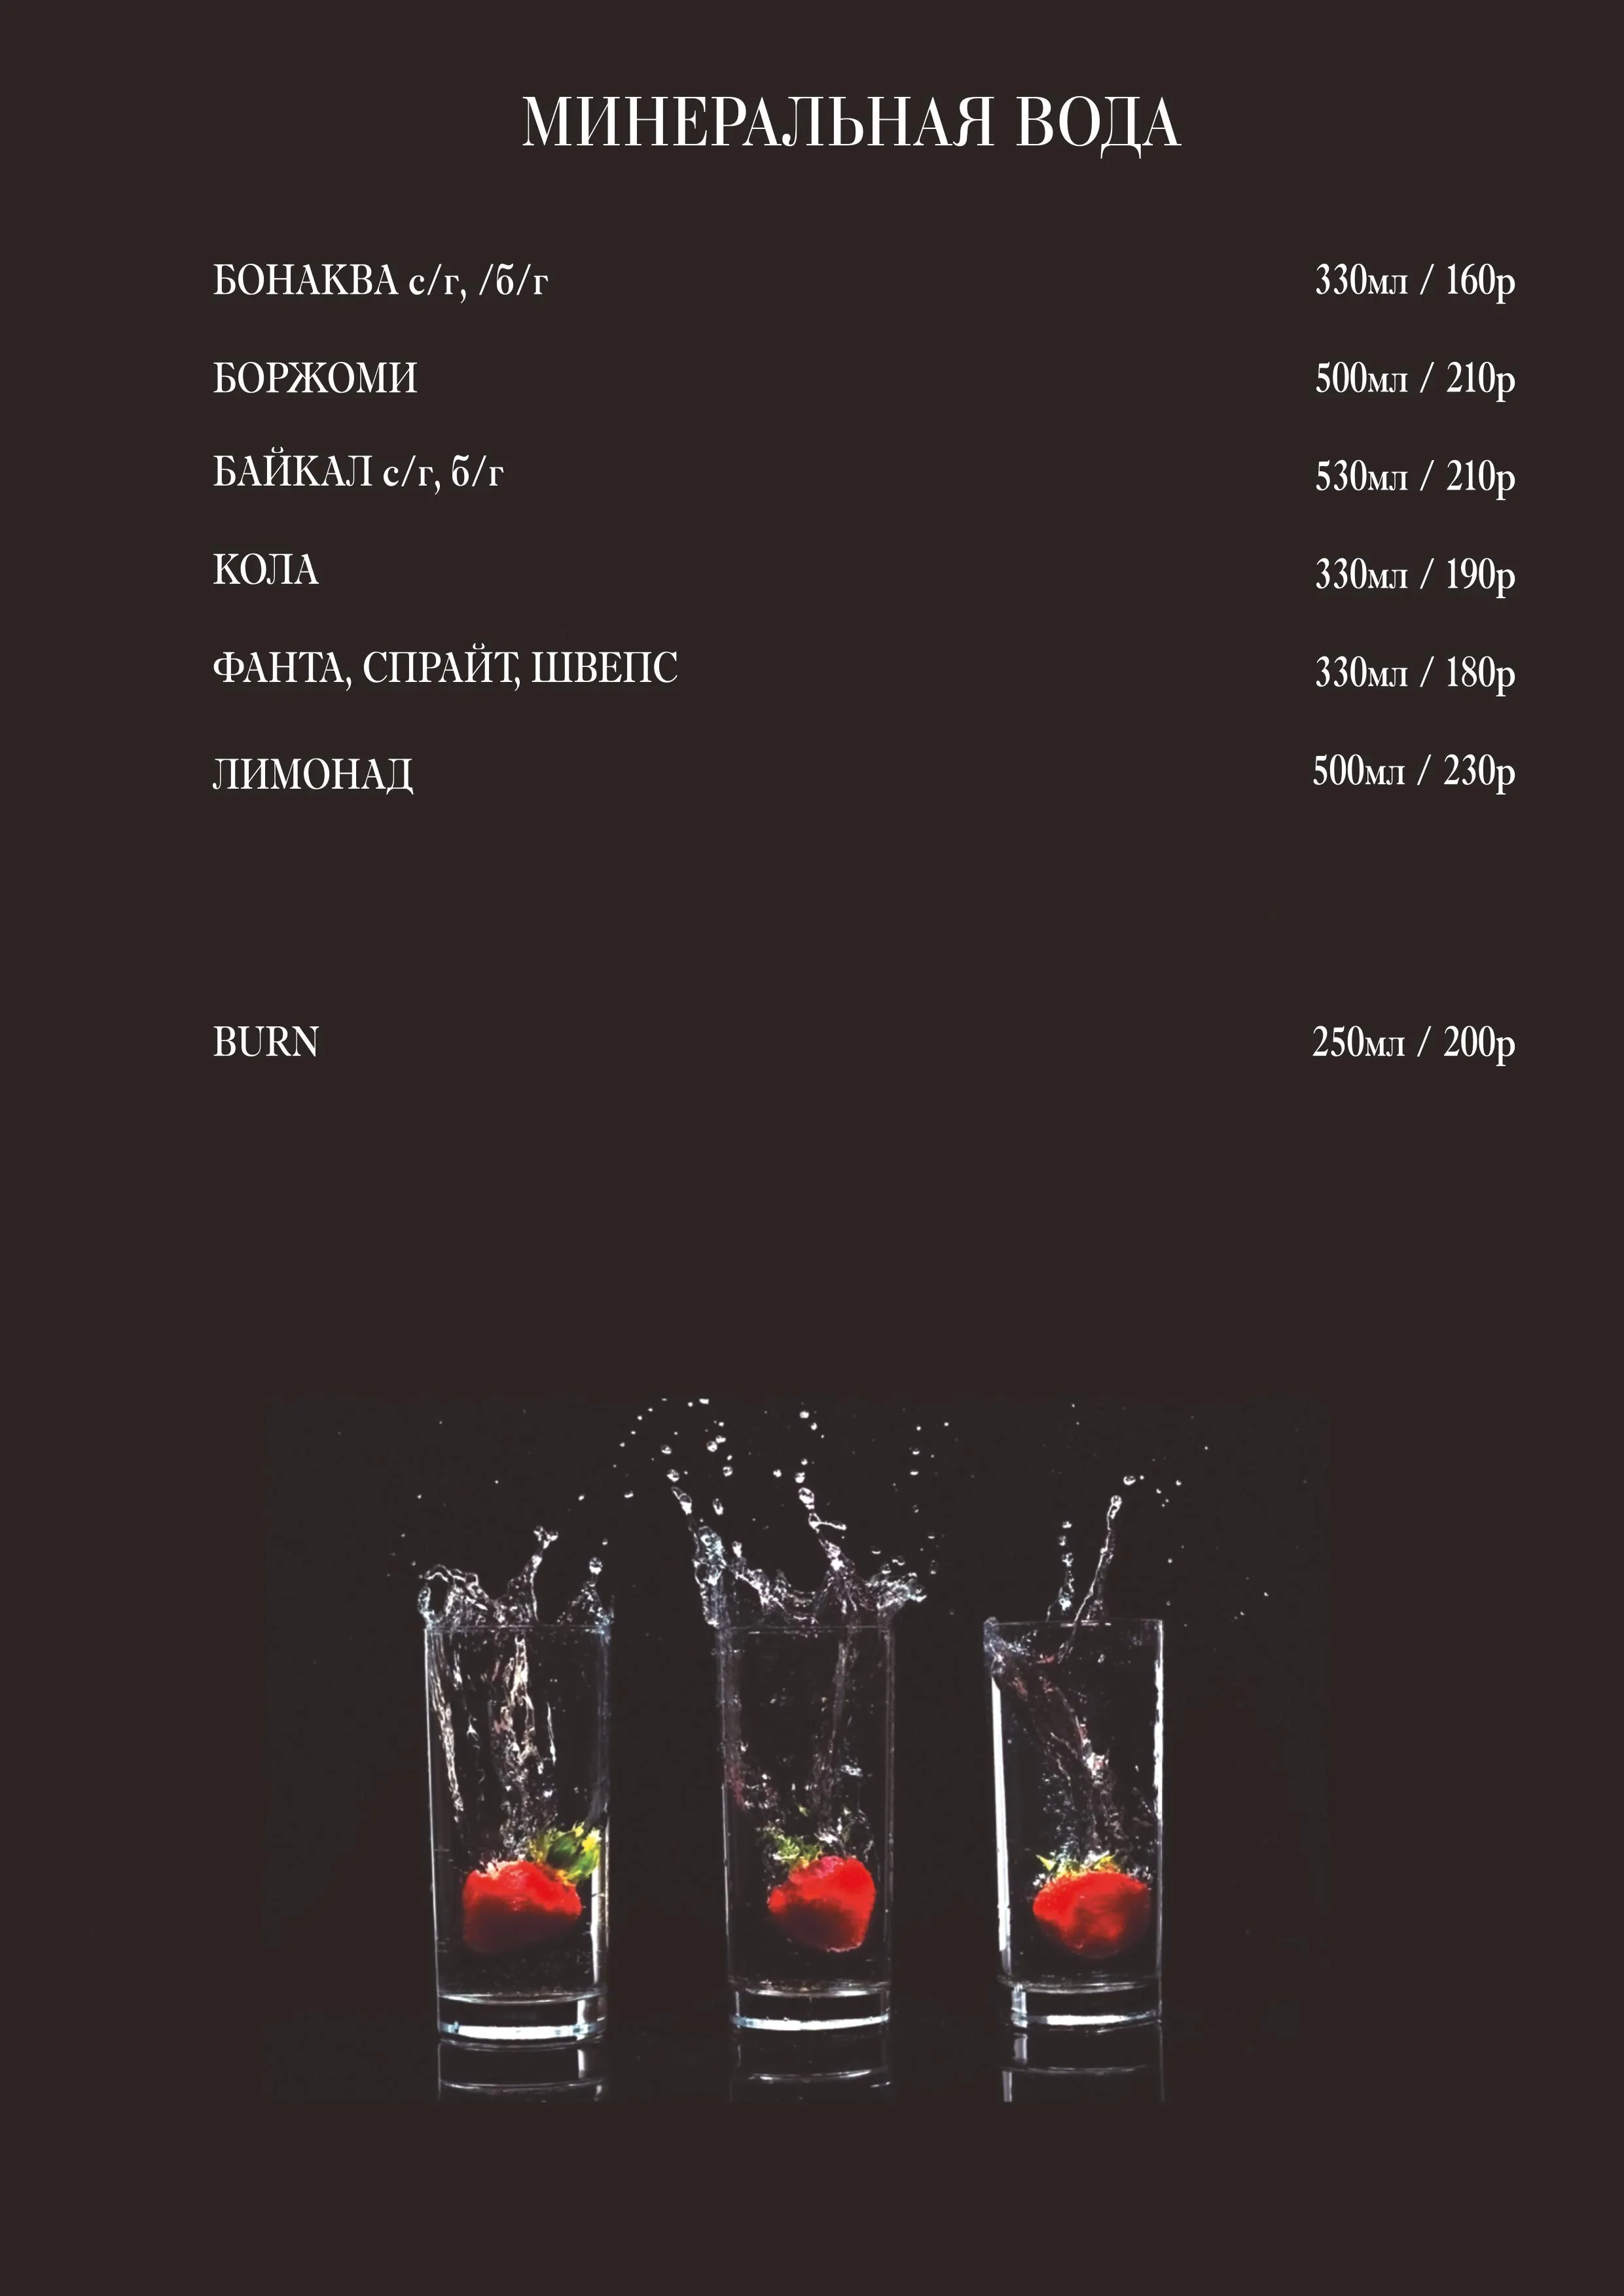 МИНЕРАЛЬНАЯ ВОДА
БОНАКВА с/г, /б/г 330мл / 160р
БОРЖОМИ 500мл / 210р
БАЙКАЛ с/г, б/г 530мл / 210р
КОЛА 330мл / 190р
ФАНТА, СПРАЙТ, ШВЕПС 330мл / 180р
ЛИМОНАД 500мл / 230р
BURN 250мл / 200р